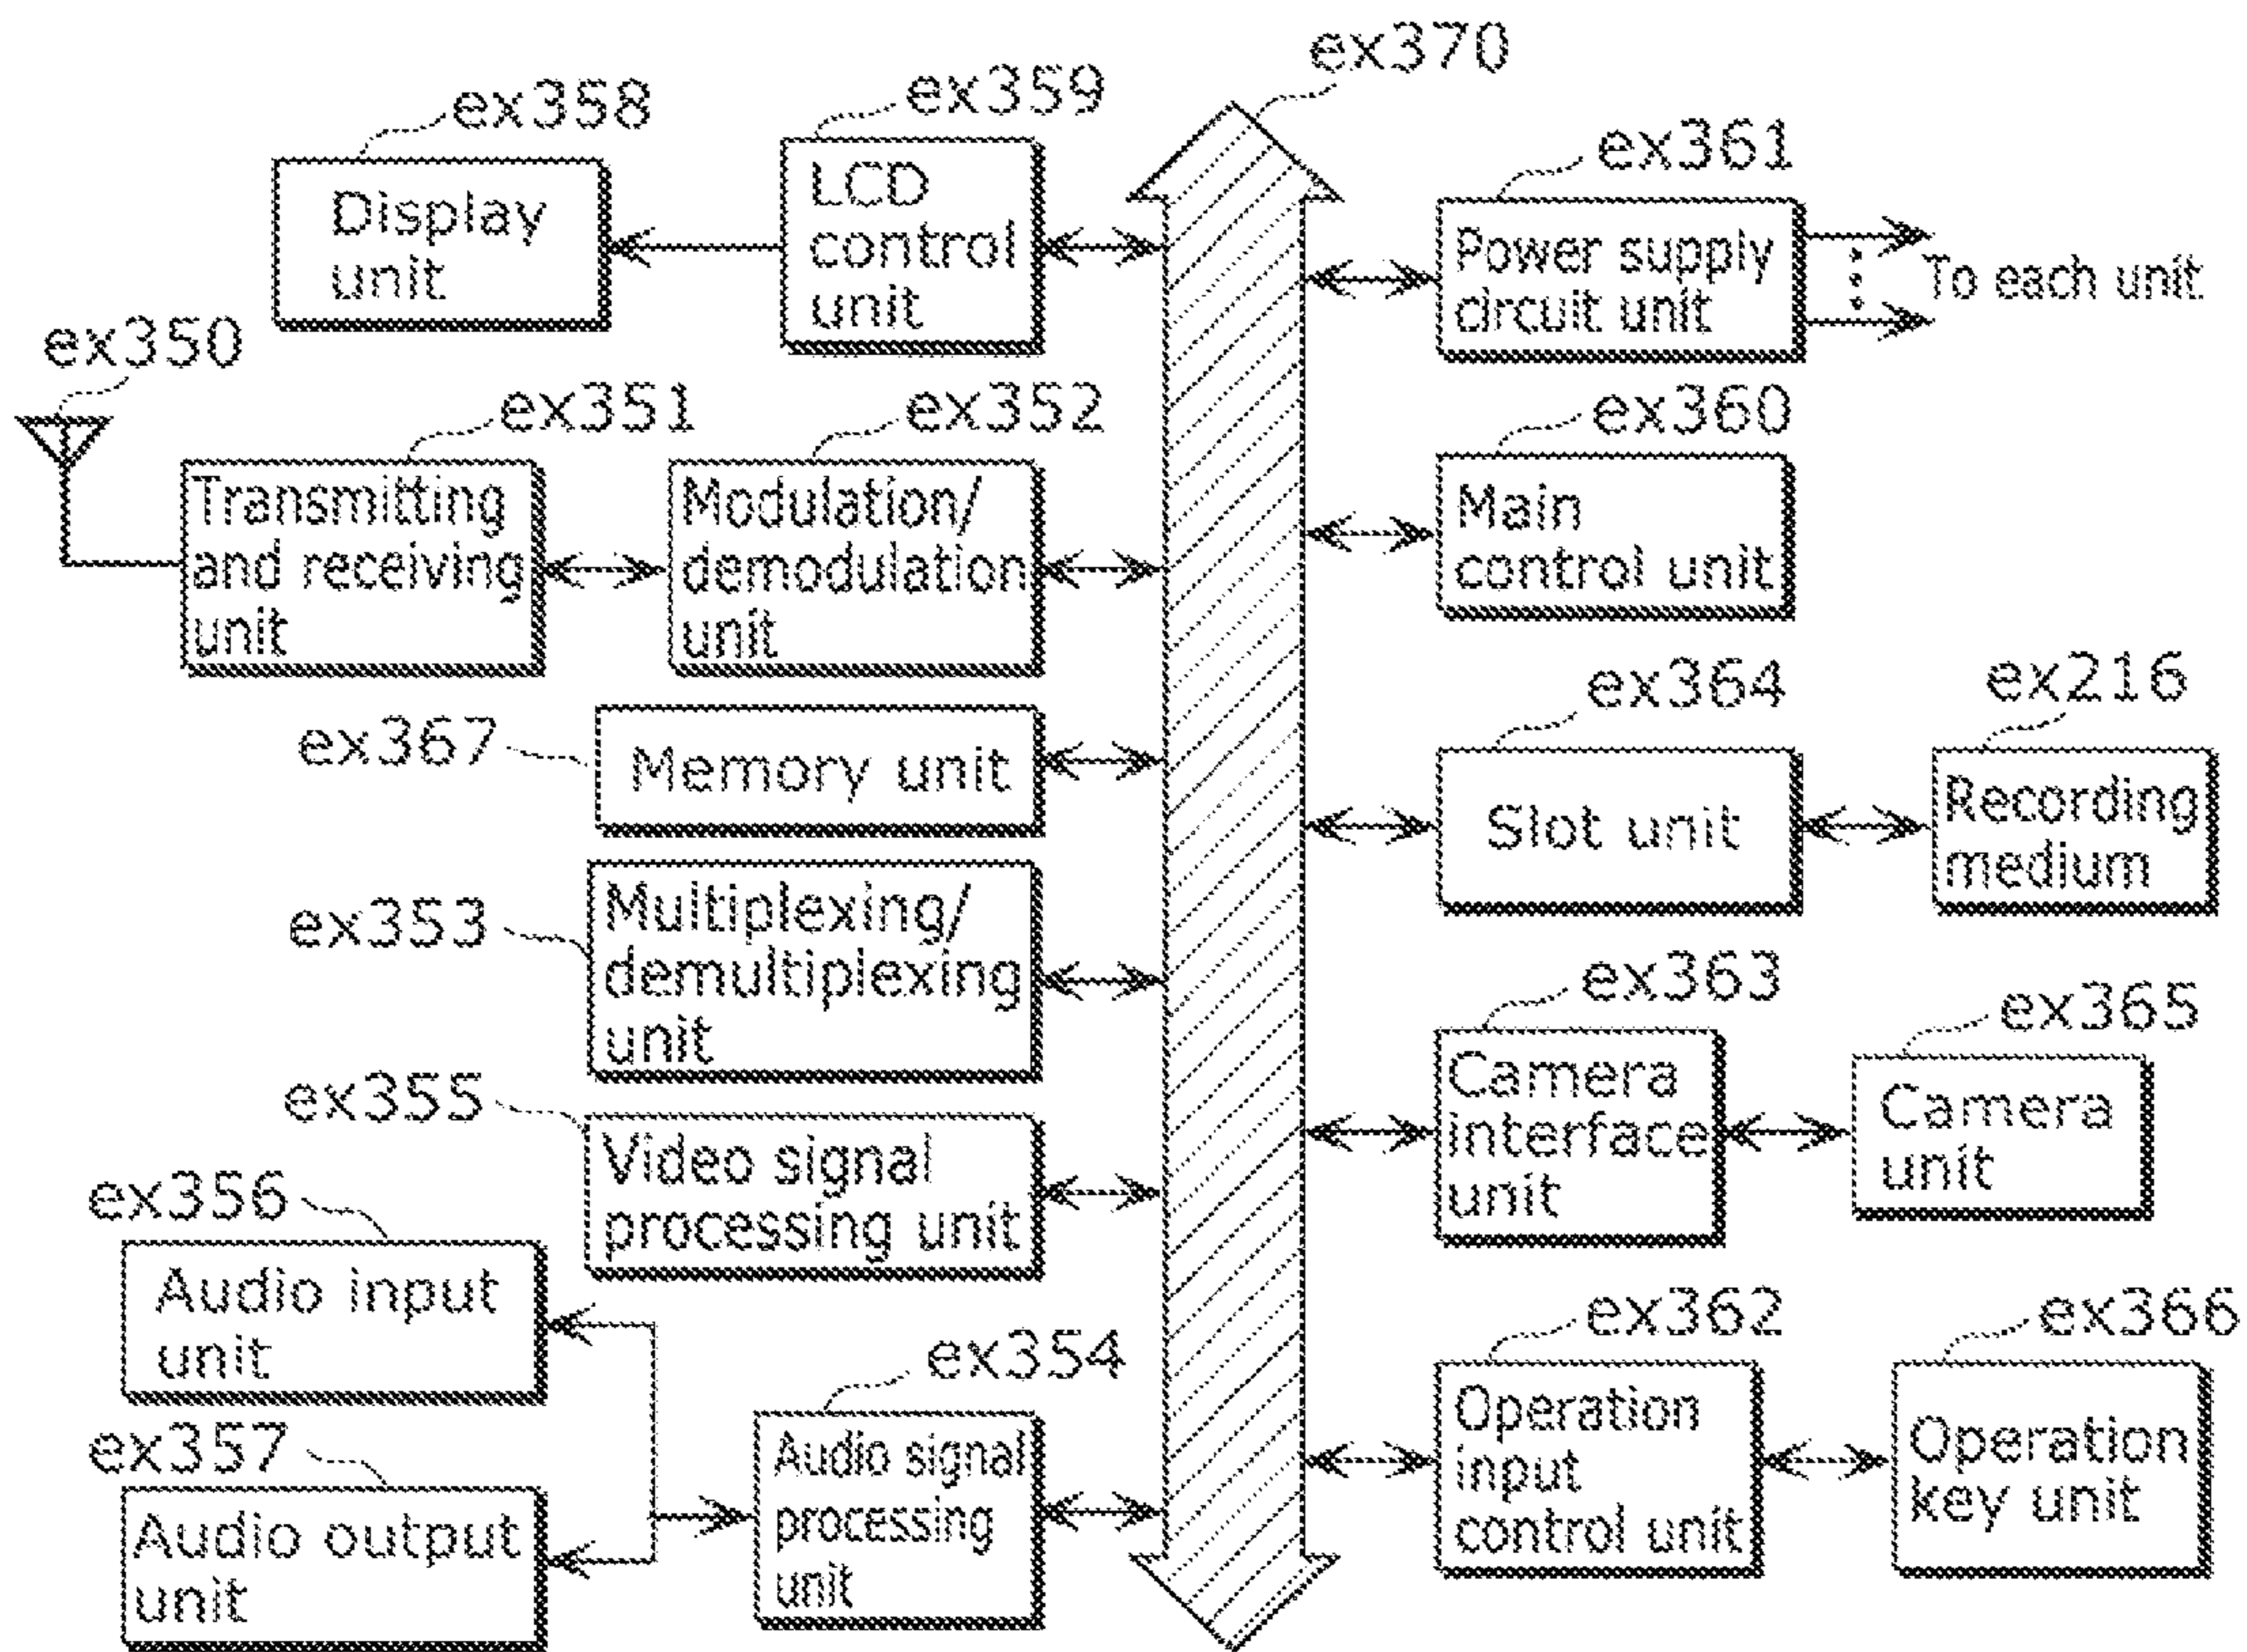 ex370
ex358
ex359
ex361
Display
unit
LCD
control
unit
Power supply
circuit unit
To each unit
ex350
ex351
ex352
ex360
Transmitting
and receiving
unit
Modulation/
demodulation
unit
Main
control unit
ex367
Memory unit
ex364
ex216
Slot unit
Recording
medium
ex353
Multiplexing/
demultiplexing
unit
ex363
ex365
Camera
interface
unit
Camera
unit
ex355
Video signal
processing unit
ex356
Audio input
unit
ex354
ex362
ex366
ex357
Audio output
unit
Audio signal
processing
unit
Operation
input
control unit
Operation
key unit